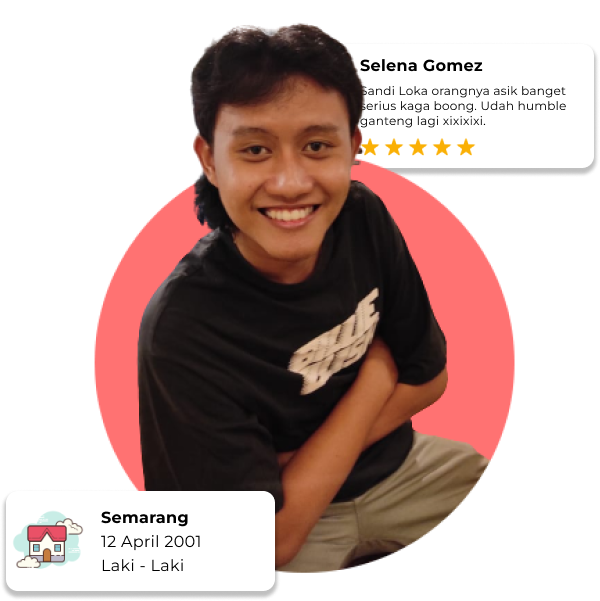 Selena Gomez
Sandi Loka orangnya asik banget
serius kaga boong. Udah humble
ganteng lagi xixixixi.
BLUE
Semarang
12 April 2001
Laki - Laki